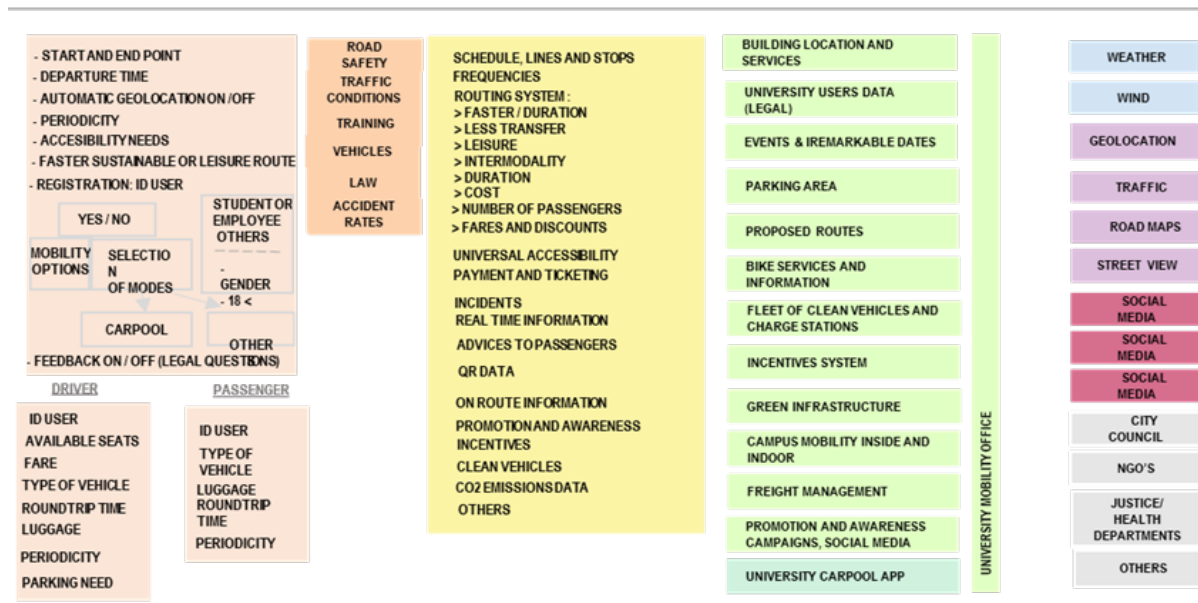 - START AND END POINT
- DEPARTURE TIME
- AUTOMATIC GEOLOCATION ON /OFF
- PERIODICITY
- ACCESIBILITY NEEDS
- FASTER SUSTAINABLE OR LEISURE ROUTE
- REGISTRATION: ID USER
YES / NO
STUDENT OR
EMPLOYEE
OTHERS
-
GENDER
- 18 <
MOBILITY
OPTIONS
SELECTIO
N
OF MODES
CARPOOL
OTHER
- FEEDBACK ON / OFF (LEGAL QUESTIONS)
DRIVER
ID USER
AVAILABLE SEATS
FARE
TYPE OF VEHICLE
ROUNDTRIP TIME
LUGGAGE
PERIODICITY
PARKING NEED
PASSENGER
ID USER
TYPE OF
VEHICLE
LUGGAGE
ROUNDTRIP
TIME
PERIODICITY
ROAD
SAFETY
TRAFFIC
CONDITIONS
TRAINING
VEHICLES
LAW
ACCIDENT
RATES
SCHEDULE, LINES AND STOPS
FREQUENCIES
ROUTING SYSTEM :
> FASTER / DURATION
> LESS TRANSFER
> LEISURE
> INTERMODALITY
> DURATION
> COST
> NUMBER OF PASSENGERS
> FARES AND DISCOUNTS
UNIVERSAL ACCESSIBILITY
PAYMENT AND TICKETING
INCIDENTS
REAL TIME INFORMATION
ADVICES TO PASSENGERS
QR DATA
ON ROUTE INFORMATION
PROMOTION AND AWARENESS
INCENTIVES
CLEAN VEHICLES
CO2 EMISSIONS DATA
OTHERS
BUILDING LOCATION AND
SERVICES
UNIVERSITY USERS DATA
(LEGAL)
EVENTS & IREMARKABLE DATES
PARKING AREA
PROPOSED ROUTES
BIKE SERVICES AND
INFORMATION
FLEET OF CLEAN VEHICLES AND
CHARGE STATIONS
INCENTIVES SYSTEM
GREEN INFRASTRUCTURE
CAMPUS MOBILITY INSIDE AND
INDOOR
FREIGHT MANAGEMENT
PROMOTION AND AWARENESS
CAMPAIGNS, SOCIAL MEDIA
UNIVERSITY CARPOOL APP
UNIVERSITY MOBILITY OFFICE
WEATHER
WIND
GEOLOCATION
TRAFFIC
ROAD MAPS
STREET VIEW
SOCIAL
MEDIA
SOCIAL
MEDIA
SOCIAL
MEDIA
CITY
COUNCIL
NGO'S
JUSTICE/
HEALTH
DEPARTMENTS
OTHERS